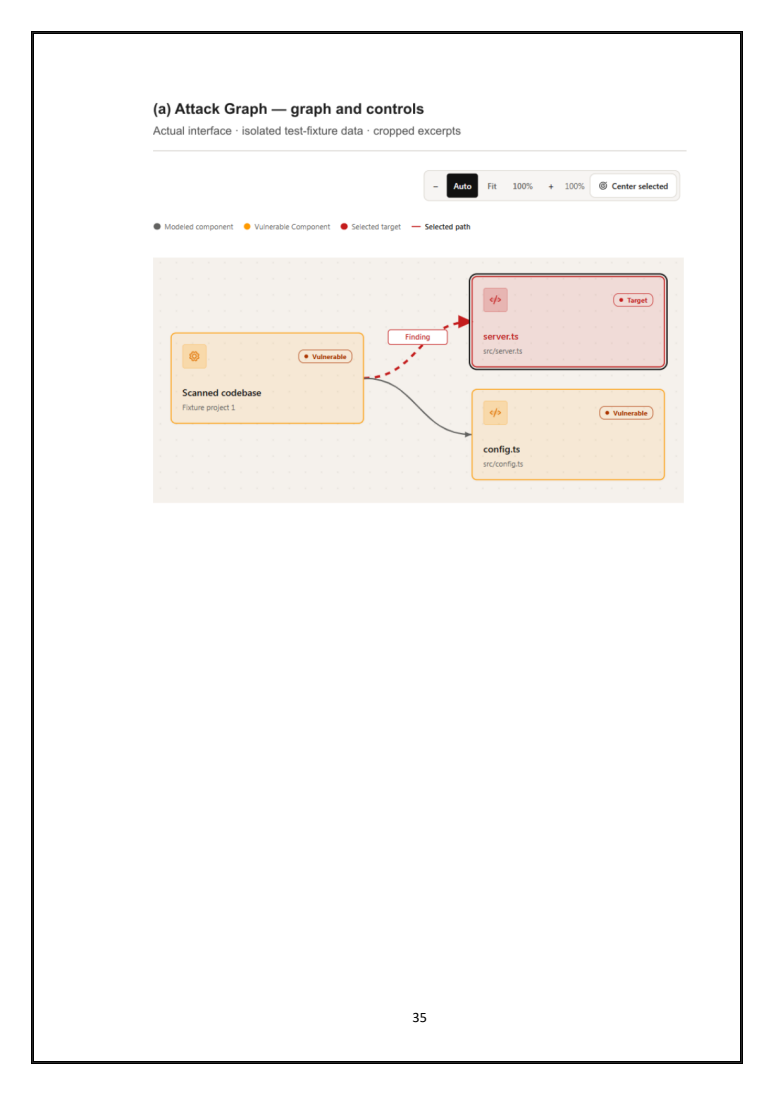 (a) Attack Graph — graph and controls
Actual interface · isolated test-fixture data · cropped excerpts
− Auto Fit 100% + 100% Center selected
Modeled component Vulnerable Component Selected target Selected path
</> Target
server.ts
src/server.ts
Finding
Vulnerable
Scanned codebase
Fixture project 1
</> Vulnerable
config.ts
src/config.ts
35